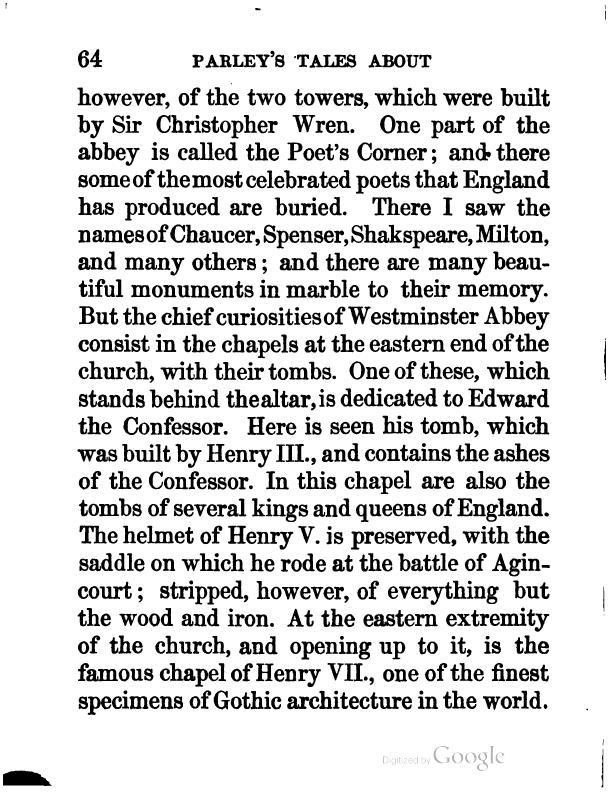 64 PARLEY'S TALES ABOUT
however, of the two towers, which were built
by Sir Christopher Wren. One part of the
abbey is called the Poet's Corner; and there
some of the most celebrated poets that England
has produced are buried. There I saw the
names of Chaucer, Spenser, Shakspeare, Milton,
and many others; and there are many beau-
tiful monuments in marble to their memory.
But the chief curiosities of Westminster Abbey
consist in the chapels at the eastern end of the
church, with their tombs. One of these, which
stands behind the altar, is dedicated to Edward
the Confessor. Here is seen his tomb, which
was built by Henry III., and contains the ashes
of the Confessor. In this chapel are also the
tombs of several kings and queens of England.
The helmet of Henry V. is preserved, with the
saddle on which he rode at the battle of Agin-
court; stripped, however, of everything but
the wood and iron. At the eastern extremity
of the church, and opening up to it, is the
famous chapel of Henry VII., one of the finest
specimens of Gothic architecture in the world.
Digitized by Google